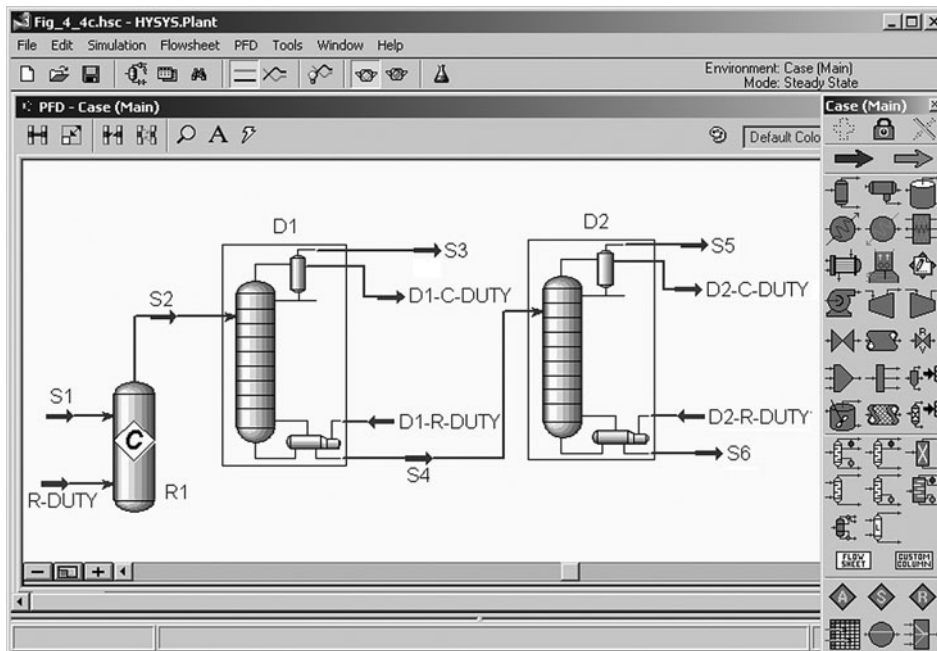 Fig_4_4c.hsc - HYSYS.Plant
File Edit Simulation Flowsheet PFD Tools Window Help
Environment: Case (Main)
Mode: Steady State
PFD - Case (Main)
Case (Main)
A
Default Colo
D1
D2
S3
S5
D1-C-DUTY
D2-C-DUTY
S2
S1
C
D1-R-DUTY
D2-R-DUTY
S4
S6
R-DUTY
R1
FLOW
SHEET
CUSTOM
COLUMN
A S R